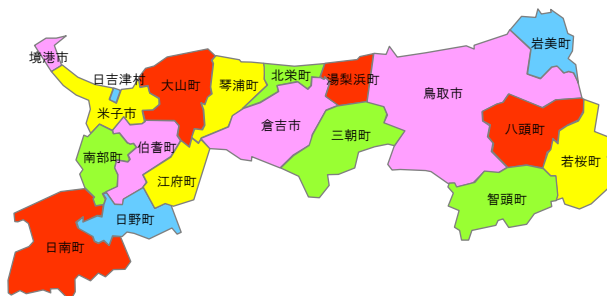 岩美町
境港市
日吉津村
大山町
琴浦町
北栄町
湯梨浜町
鳥取市
米子市
倉吉市
三朝町
八頭町
南部町
伯耆町
若桜町
江府町
智頭町
日野町
日南町